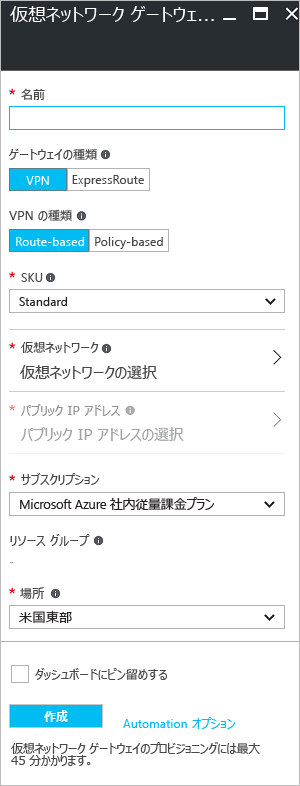 仮想ネットワーク ゲートウェ...
* 名前
ゲートウェイの種類
VPN ExpressRoute
VPN の種類
Route-based Policy-based
* SKU
Standard
* 仮想ネットワーク
仮想ネットワークの選択
* パブリック IP アドレス
パブリック IP アドレスの選択
* サブスクリプション
Microsoft Azure 社内従量課金プラン
リソース グループ
-
* 場所
米国東部
ダッシュボードにピン留めする
作成 Automation オプション
仮想ネットワーク ゲートウェイのプロビジョニングには最大
45 分かかります。